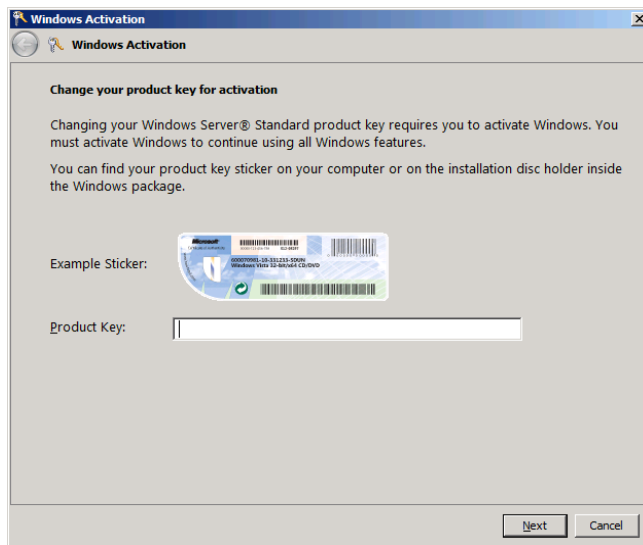 Windows Activation
Windows Activation
Change your product key for activation
Changing your Windows Server® Standard product key requires you to activate Windows. You
must activate Windows to continue using all Windows features.
You can find your product key sticker on your computer or on the installation disc holder inside
the Windows package.
Microsoft
Example Sticker:
Windows Vista 32-bit/x64 CD/DVD
Product Key:
Next
Cancel